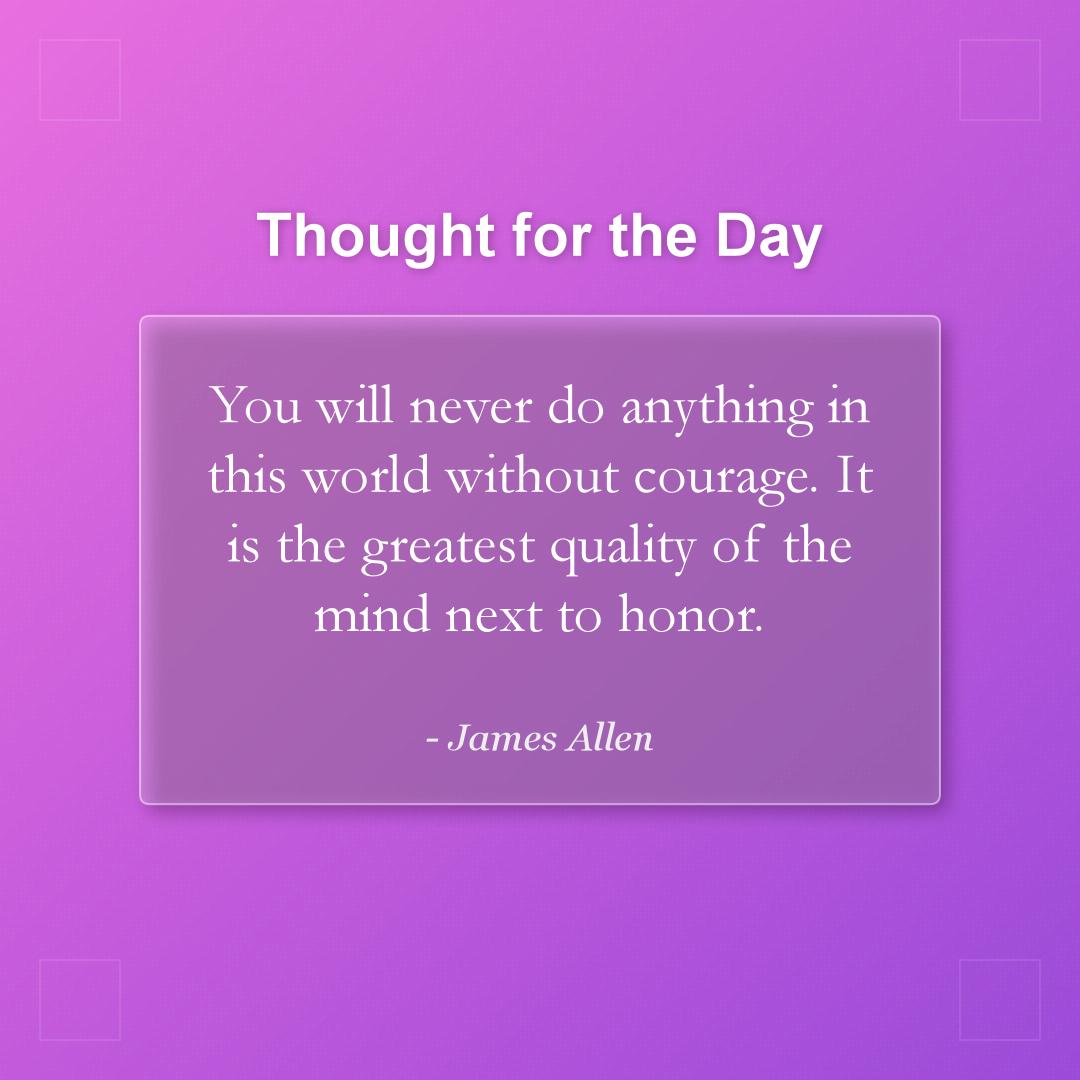 Thought for the Day
You will never do anything in
this world without courage. It
is the greatest quality of the
mind next to honor.
- James Allen